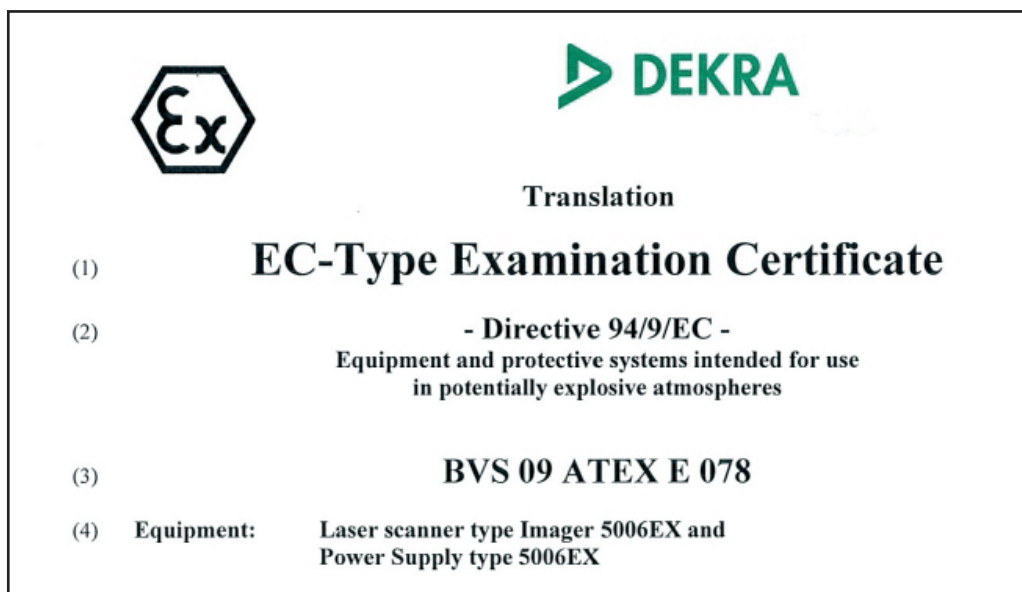 Ex
DEKRA
Translation
(1) EC-Type Examination Certificate
(2) - Directive 94/9/EC -
Equipment and protective systems intended for use
in potentially explosive atmospheres
(3) BVS 09 ATEX E 078
(4) Equipment: Laser scanner type Imager 5006EX and
Power Supply type 5006EX